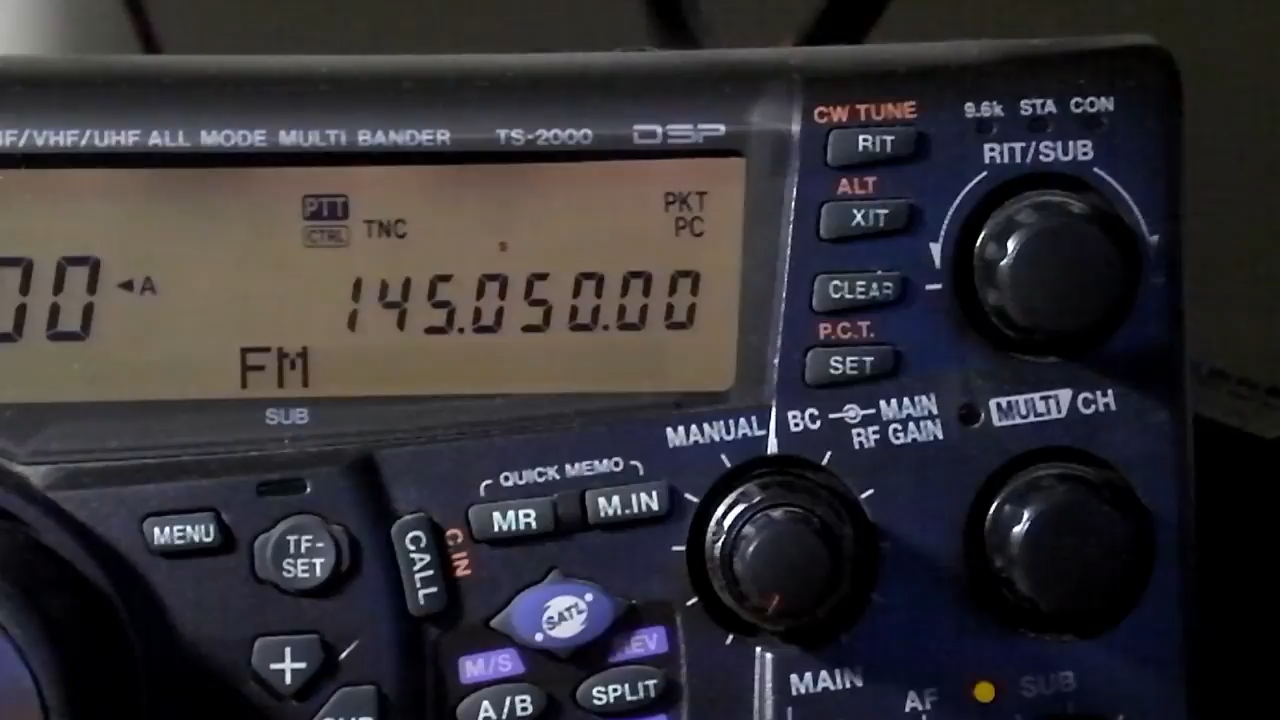 HF/VHF/UHF ALL MODE MULTI BANDER TS-2000 DSP
CW TUNE
RIT
9.6k STA CON
RIT/SUB
ALT
XIT
PTT
CTRL
TNC
PKT
PC
00 ◄A
145.050.00
CLEAR
P.C.T.
SET
FM
SUB
MANUAL
BC MAIN
RF GAIN
MULTI CH
QUICK MEMO
MR
M.IN
MENU
TF-
SET
CALL
C.IN
SATL
+
M/S
A/B
SPLIT
MAIN
AF
SUB